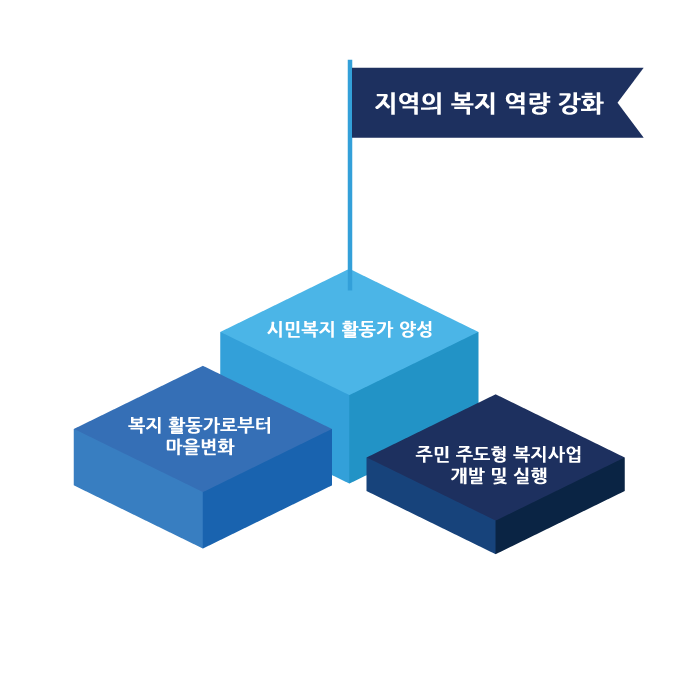 지역의 복지 역량 강화
시민복지 활동가 양성
복지 활동가로부터
마을변화
주민 주도형 복지사업
개발 및 실행